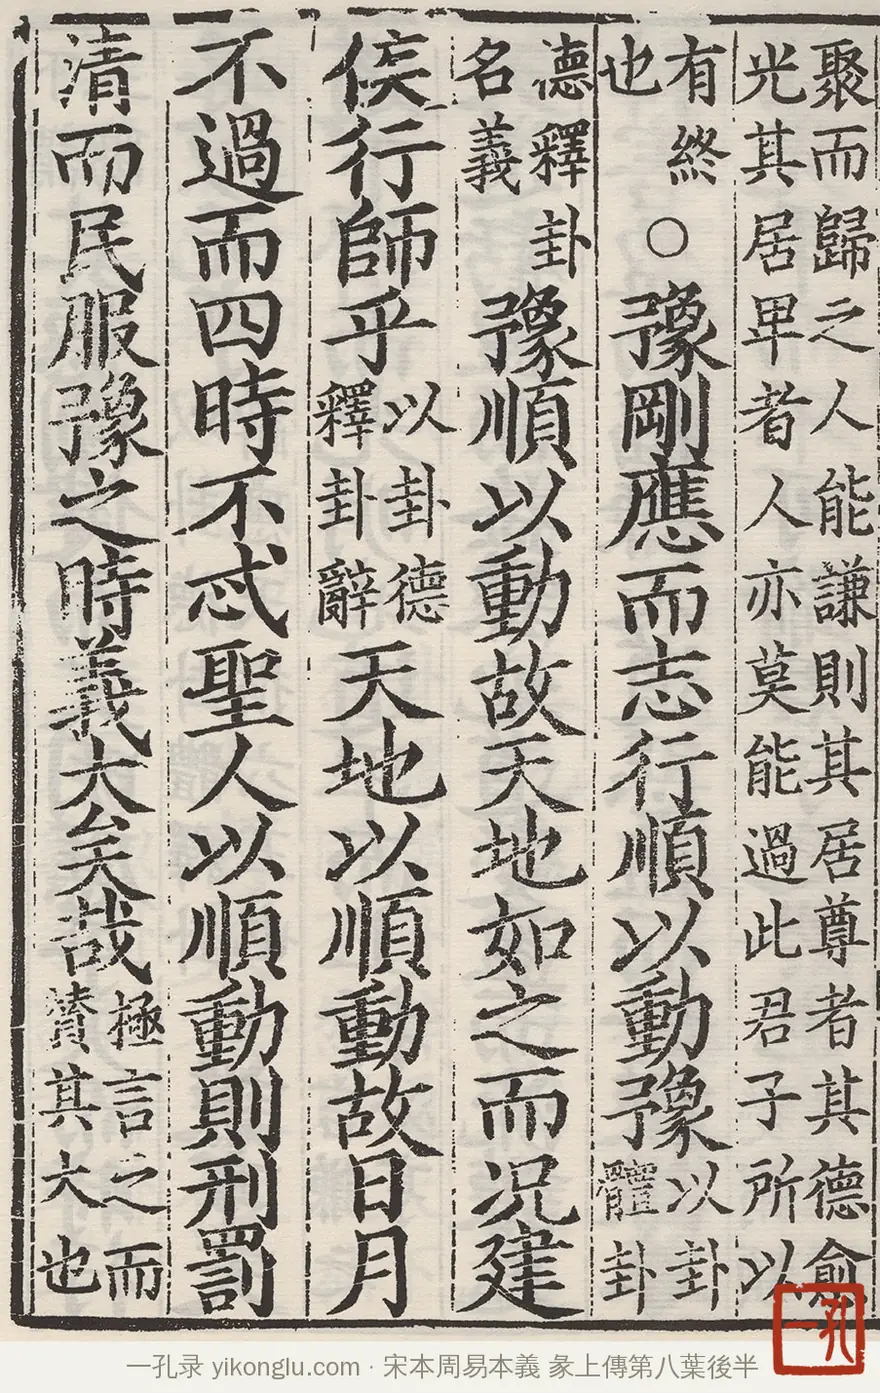 聚而歸之人能謙則其居尊者其德愈
光其居卑者人亦莫能過此君子所以
有終也○豫剛應而志行順以動豫以卦體卦
德釋卦名義豫順以動故天地如之而况建
侯行師乎以卦德釋卦辭天地以順動故日月
不過而四時不忒聖人以順動則刑罰
清而民服豫之時義大矣哉極言之而贊其大也
一孔
一孔录 yikonglu.com · 宋本周易本義 彖上傳第八葉後半